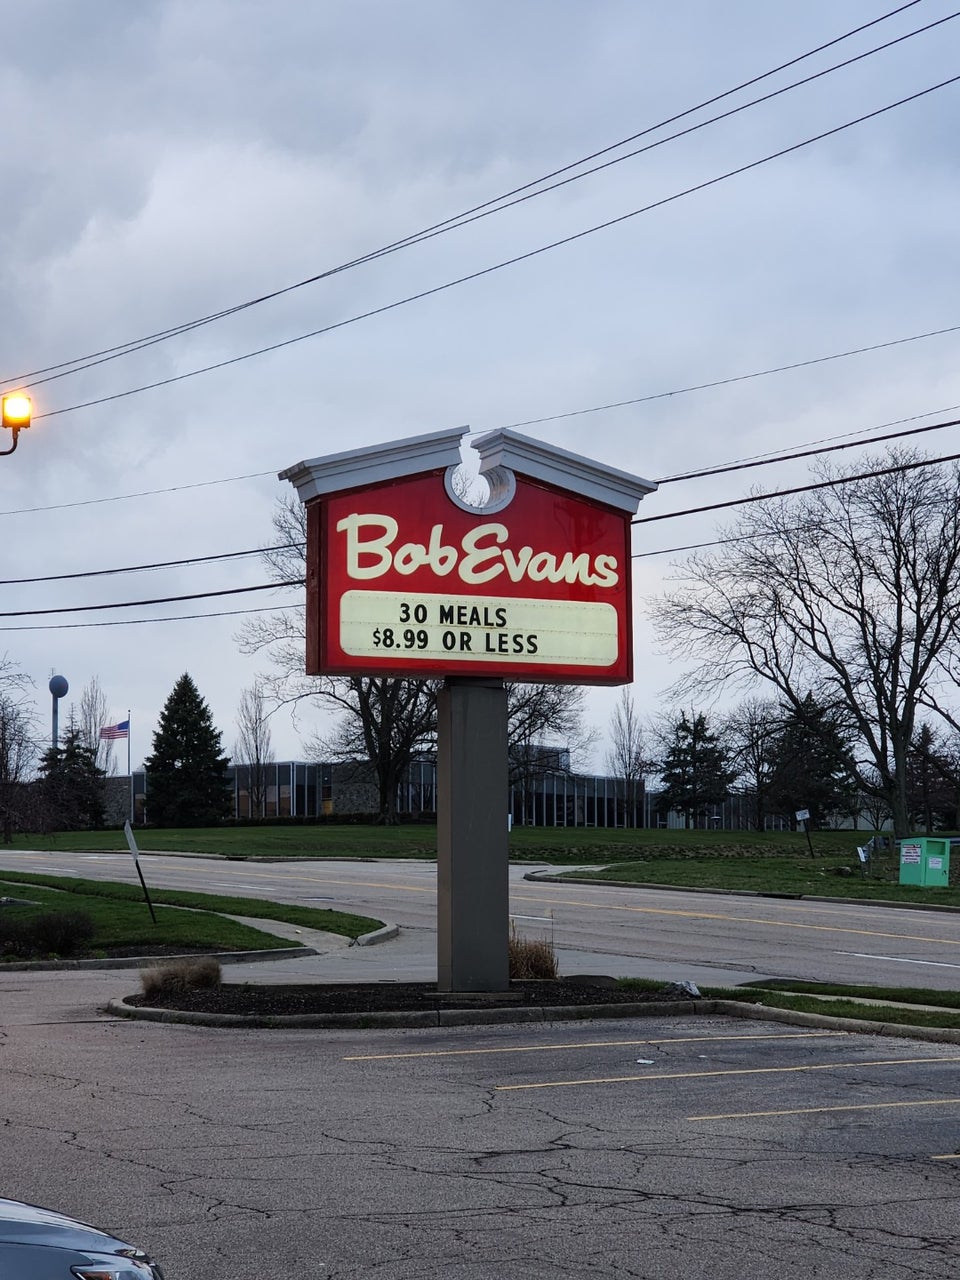 Bob Evans
30 MEALS
$8.99 OR LESS